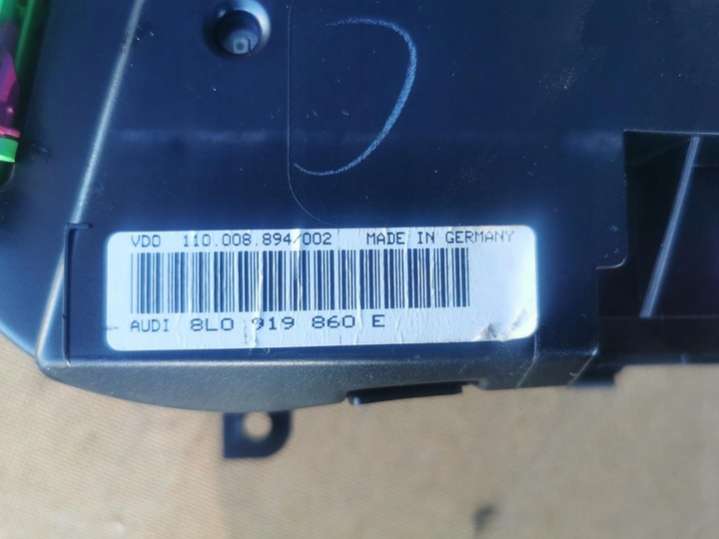 VDO 110.008.894/002 MADE IN GERMANY
AUDI 8L0 919 860 E